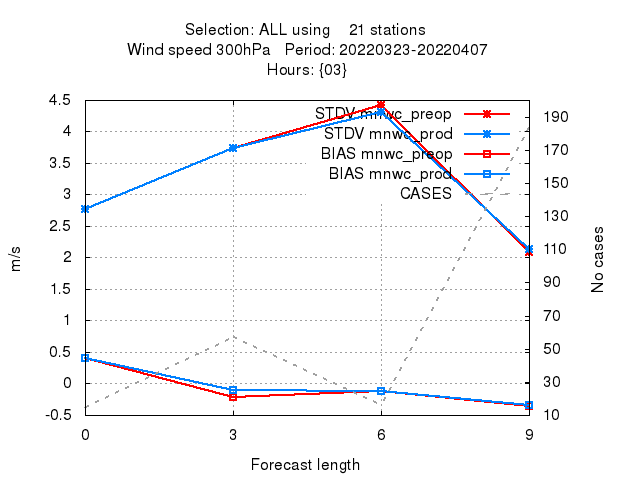 Selection: ALL using 21 stations
Wind speed 300hPa Period: 20220323-20220407
Hours: {03}
STDV mnwc_preop
STDV mnwc_prod
BIAS mnwc_preop
BIAS mnwc_prod
CASES
4.5
4
3.5
3
2.5
2
1.5
1
0.5
0
-0.5
m/s
190
170
150
130
110
90
70
50
30
10
No cases
0 3 6 9
Forecast length